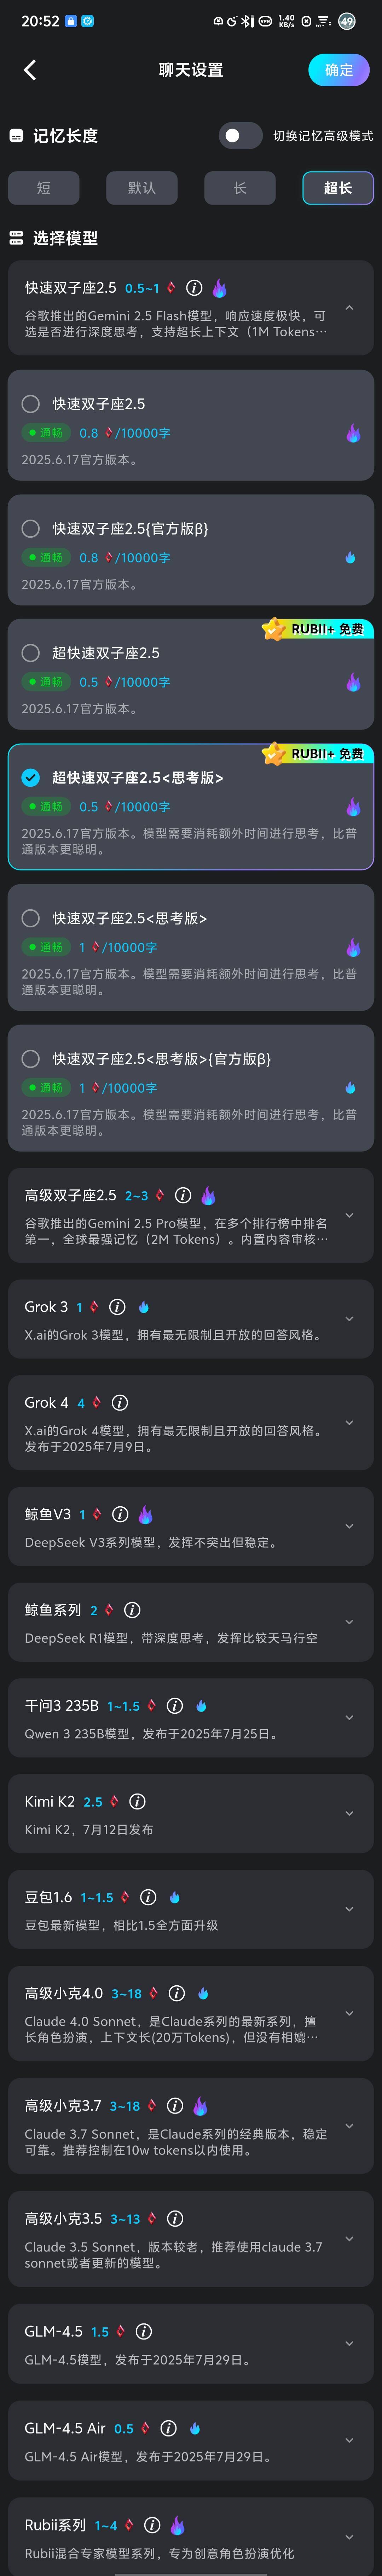 20:52
1.40
KB/s
49
聊天设置
确定
记忆长度
切换记忆高级模式
短
默认
长
超长
选择模型
快速双子座2.5 0.5~1
谷歌推出的Gemini 2.5 Flash模型，响应速度极快，可
选是否进行深度思考，支持超长上下文（1M Tokens…
快速双子座2.5
通畅 0.8 /10000字
2025.6.17官方版本。
快速双子座2.5{官方版β}
通畅 0.8 /10000字
2025.6.17官方版本。
RUBII+ 免费
超快速双子座2.5
通畅 0.5 /10000字
2025.6.17官方版本。
RUBII+ 免费
超快速双子座2.5<思考版>
通畅 0.5 /10000字
2025.6.17官方版本。模型需要消耗额外时间进行思考，比普
通版本更聪明。
快速双子座2.5<思考版>
通畅 1 /10000字
2025.6.17官方版本。模型需要消耗额外时间进行思考，比普
通版本更聪明。
快速双子座2.5<思考版>{官方版β}
通畅 1 /10000字
2025.6.17官方版本。模型需要消耗额外时间进行思考，比普
通版本更聪明。
高级双子座2.5 2~3
谷歌推出的Gemini 2.5 Pro模型，在多个排行榜中排名
第一，全球最强记忆（2M Tokens）。内置内容审核…
Grok 3 1
X.ai的Grok 3模型，拥有最无限制且开放的回答风格。
Grok 4 4
X.ai的Grok 4模型，拥有最无限制且开放的回答风格。
发布于2025年7月9日。
鲸鱼V3 1
DeepSeek V3系列模型，发挥不突出但稳定。
鲸鱼系列 2
DeepSeek R1模型，带深度思考，发挥比较天马行空
千问3 235B 1~1.5
Qwen 3 235B模型，发布于2025年7月25日。
Kimi K2 2.5
Kimi K2，7月12日发布
豆包1.6 1~1.5
豆包最新模型，相比1.5全方面升级
高级小克4.0 3~18
Claude 4.0 Sonnet，是Claude系列的最新系列，擅
长角色扮演，上下文长(20万Tokens)，但没有相媲…
高级小克3.7 3~18
Claude 3.7 Sonnet，是Claude系列的经典版本，稳定
可靠。推荐控制在10w tokens以内使用。
高级小克3.5 3~13
Claude 3.5 Sonnet，版本较老，推荐使用claude 3.7
sonnet或者更新的模型。
GLM-4.5 1.5
GLM-4.5模型，发布于2025年7月29日。
GLM-4.5 Air 0.5
GLM-4.5 Air模型，发布于2025年7月29日。
Rubii系列 1~4
Rubii混合专家模型系列，专为创意角色扮演优化